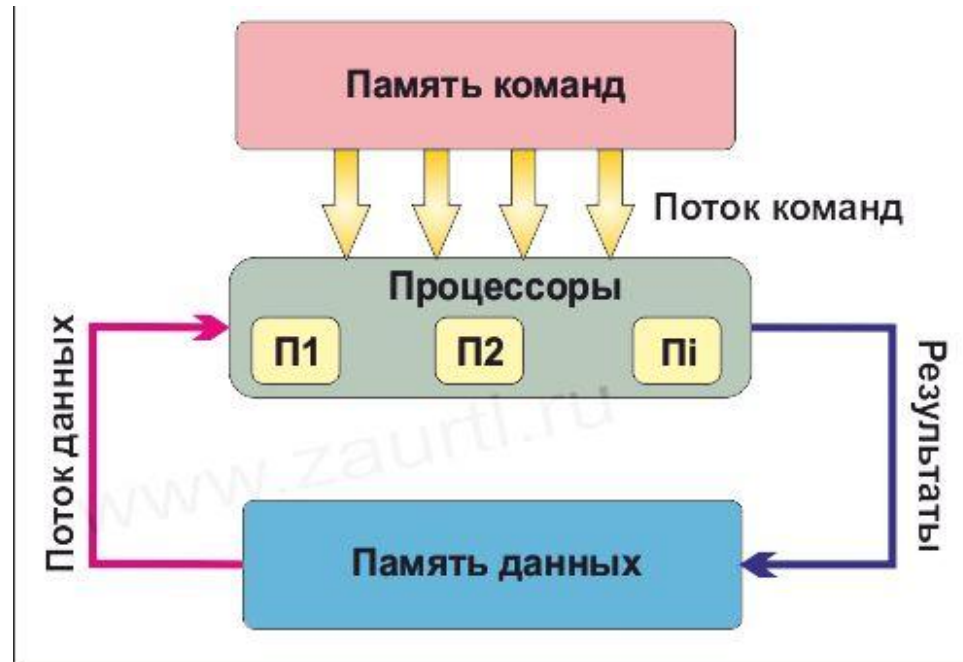 Память команд
Поток команд
Процессоры
П1
П2
Пi
Поток данных
Результаты
www.zaurtl.ru
Память данных